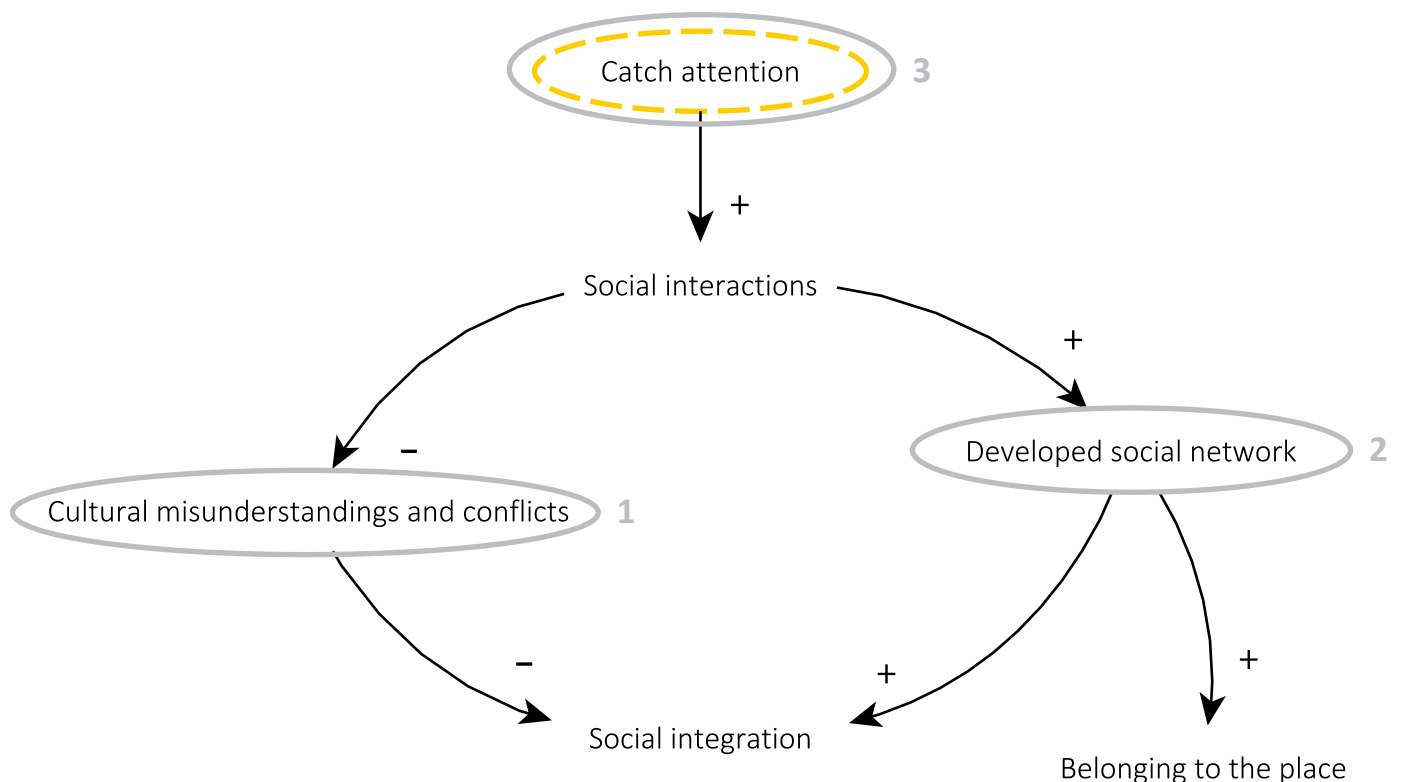 Catch attention
3
+
Social interactions
+
–
Developed social network
2
Cultural misunderstandings and conflicts
1
–
+
+
Social integration
Belonging to the place